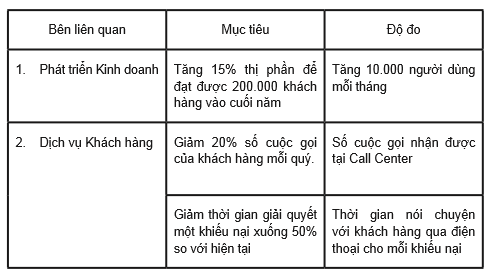 Bên liên quan
Mục tiêu
Độ đo
1. Phát triển Kinh doanh
Tăng 15% thị phần để
đạt được 200.000 khách
hàng vào cuối năm
Tăng 10.000 người dùng
mỗi tháng
2. Dịch vụ Khách hàng
Giảm 20% số cuộc gọi
của khách hàng mỗi quý.
Số cuộc gọi nhận được
tại Call Center
Giảm thời gian giải quyết
một khiếu nại xuống 50%
so với hiện tại
Thời gian nói chuyện
với khách hàng qua điện
thoại cho mỗi khiếu nại